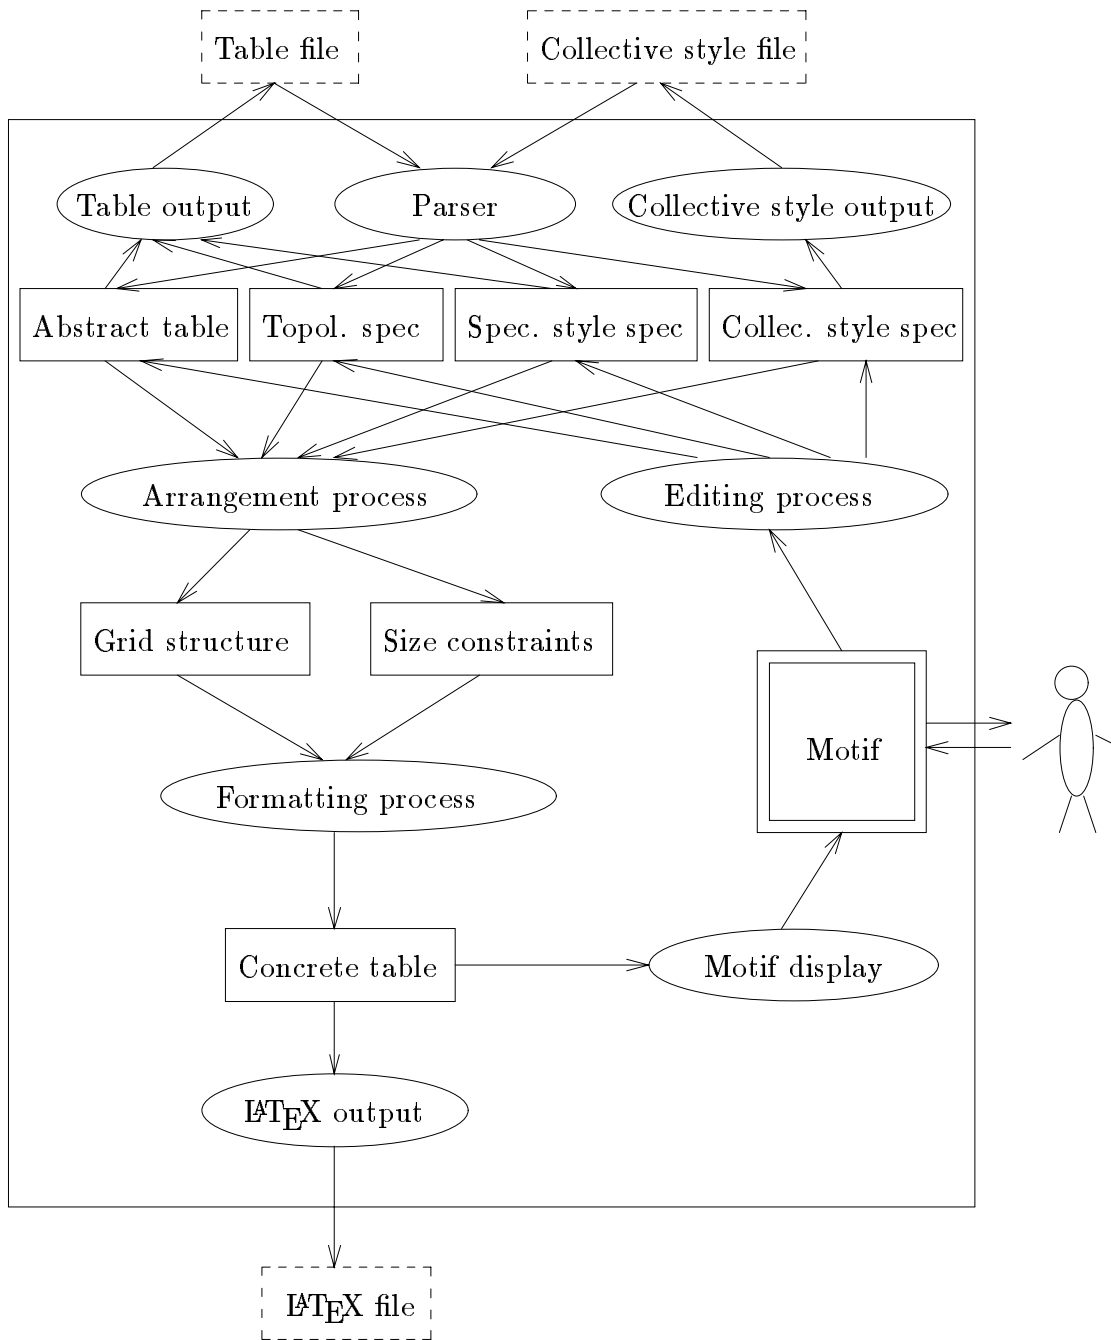 Table file
Collective style file
Table output
Parser
Collective style output
Abstract table
Topol. spec
Spec. style spec
Collec. style spec
Arrangement process
Editing process
Grid structure
Size constraints
Motif
Formatting process
Concrete table
Motif display
LATEX output
LATEX file